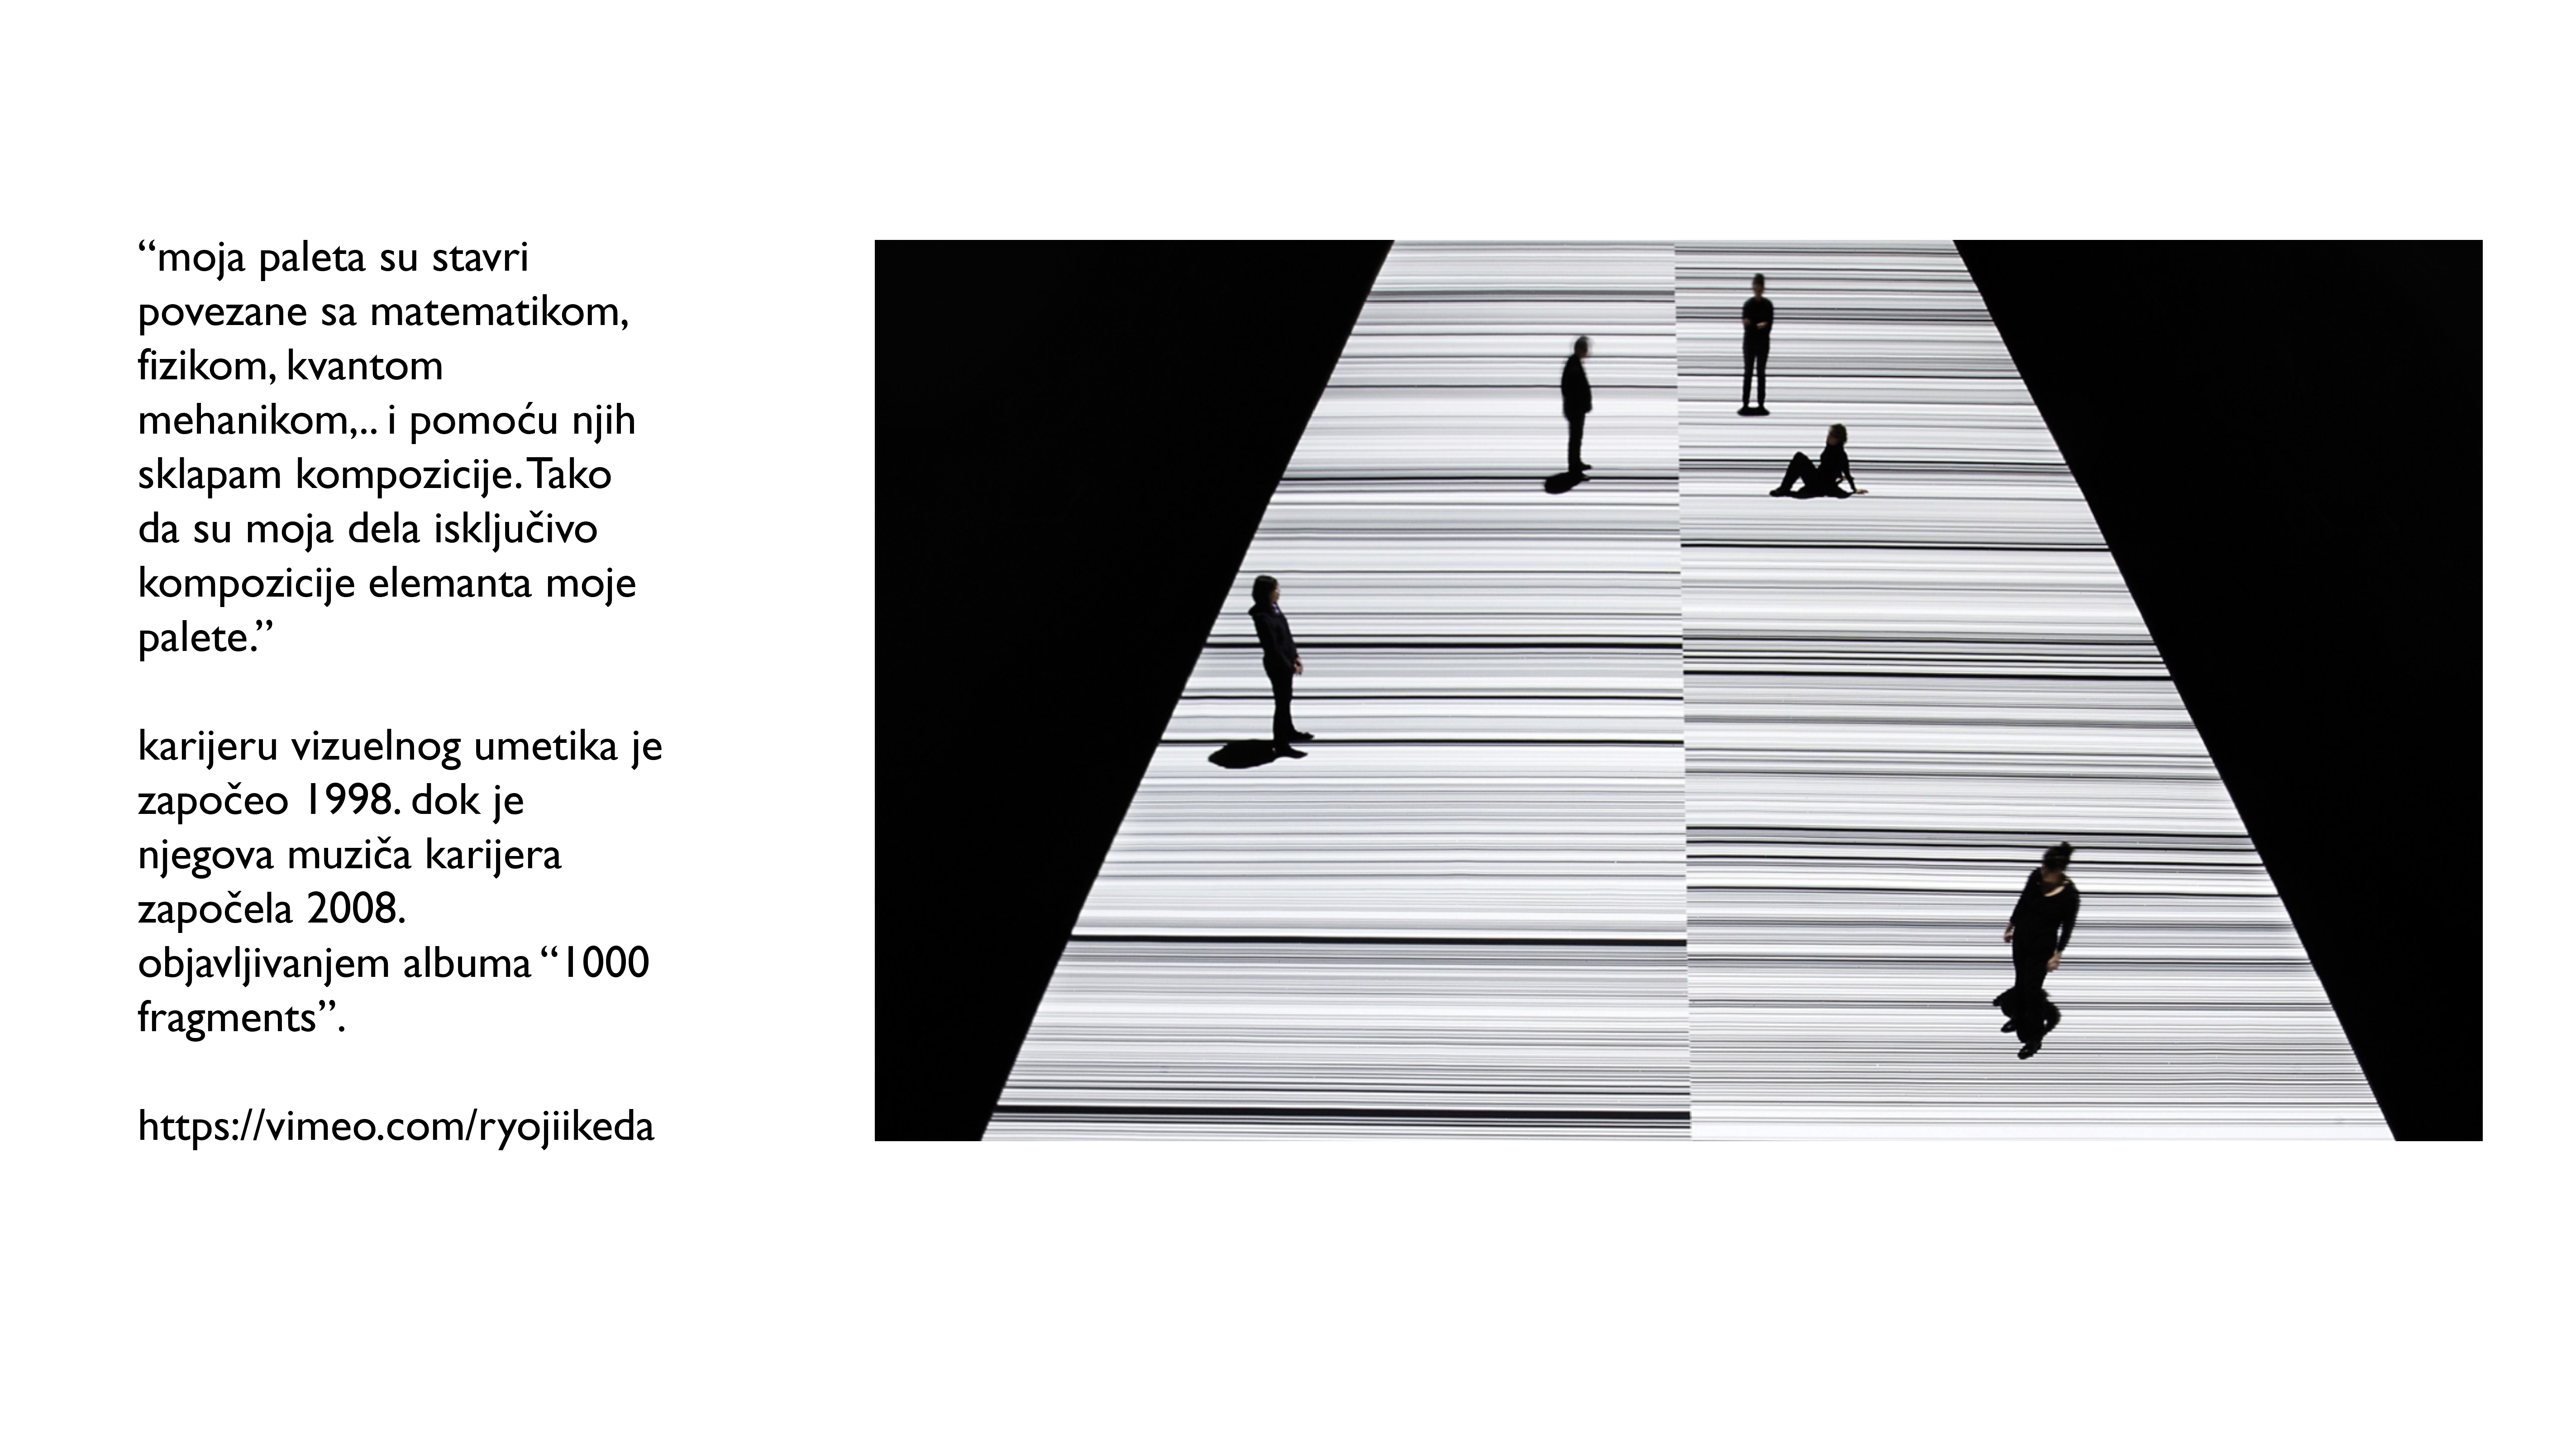 “moja paleta su stavri
povezane sa matematikom,
fizikom, kvantom
mehanikom,.. i pomoću njih
sklapam kompozicije. Tako
da su moja dela isključivo
kompozicije elemanta moje
palete.”
karijeru vizuelnog umetika je
započeo 1998. dok je
njegova muziča karijera
započela 2008.
objavljivanjem albuma “1000
fragments”.
https://vimeo.com/ryojiikeda